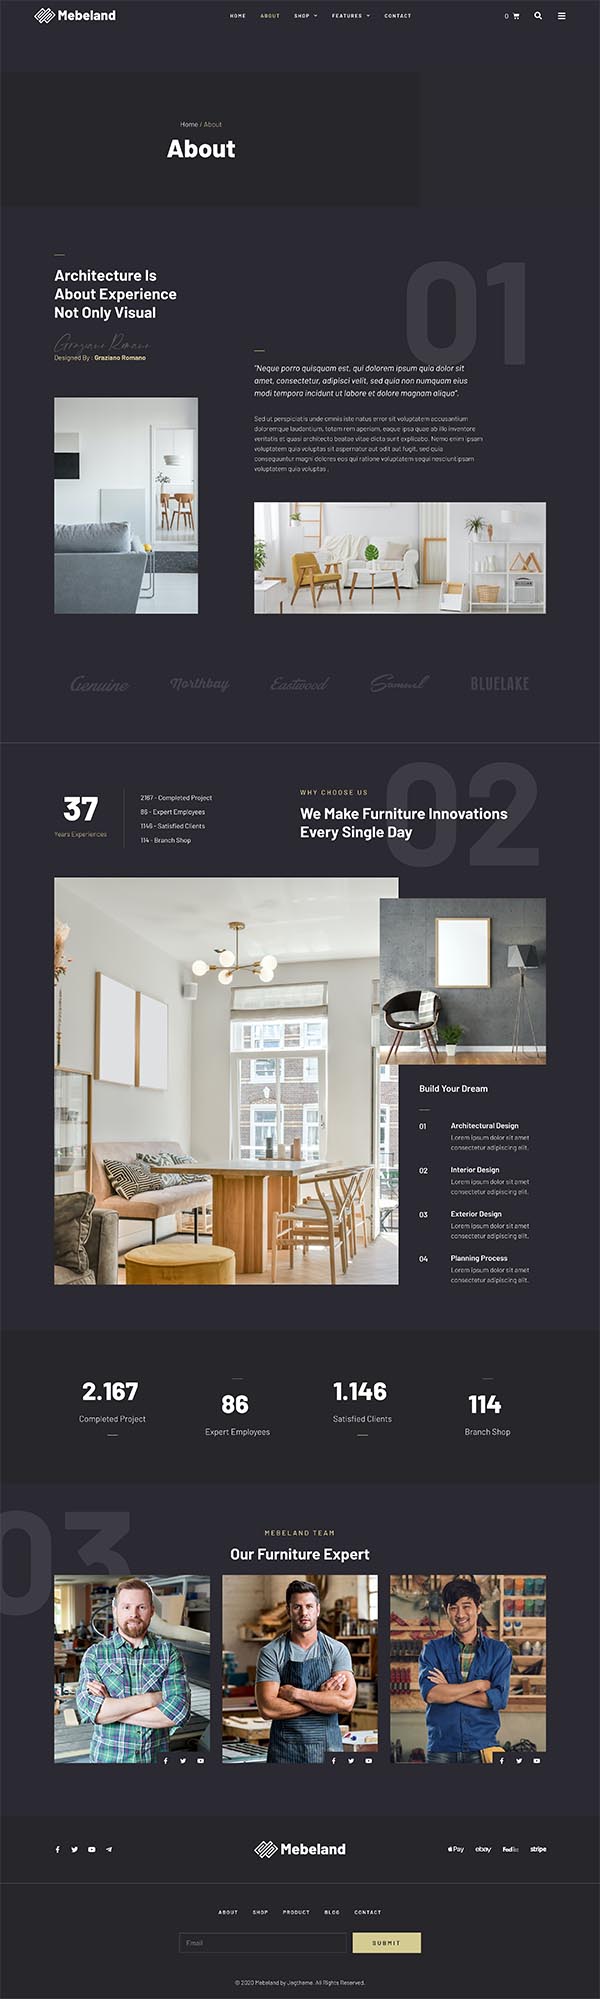 Mebeland
HOME ABOUT SHOP FEATURES CONTACT
0
Home / About
About
01
Architecture Is
About Experience
Not Only Visual
Graziano Romano
Designed By : Graziano Romano
"Neque porro quisquam est, qui dolorem ipsum quia dolor sit
amet, consectetur, adipisci velit, sed quia non numquam eius
modi tempora incidunt ut labore et dolore magnam aliqua".
Sed ut perspiciatis unde omnis iste natus error sit voluptatem accusantium
doloremque laudantium, totam rem aperiam, eaque ipsa quae ab illo inventore
veritatis et quasi architecto beatae vitae dicta sunt explicabo. Nemo enim ipsam
voluptatem quia voluptas sit aspernatur aut odit aut fugit, sed quia
consequuntur magni dolores eos qui ratione voluptatem sequi nesciunt ipsam
voluptatem quia voluptas .
Genuine Northbay Eastwood Samuel BLUELAKE
02
37
Years Experiences
2167 - Completed Project
86 - Expert Employees
1146 - Satisfied Clients
114 - Branch Shop
WHY CHOOSE US
We Make Furniture Innovations
Every Single Day
Build Your Dream
01 Architectural Design
Lorem ipsum dolor sit amet
consectetur adipiscing elit.
02 Interior Design
Lorem ipsum dolor sit amet
consectetur adipiscing elit.
03 Exterior Design
Lorem ipsum dolor sit amet
consectetur adipiscing elit.
04 Planning Process
Lorem ipsum dolor sit amet
consectetur adipiscing elit.
2.167
Completed Project
86
Expert Employees
1.146
Satisfied Clients
114
Branch Shop
03
MEBELAND TEAM
Our Furniture Expert
Mebeland
Pay ebay FedEx stripe
ABOUT SHOP PRODUCT BLOG CONTACT
Email
SUBMIT
© 2020 Mebeland by Jegtheme. All Rights Reserved.